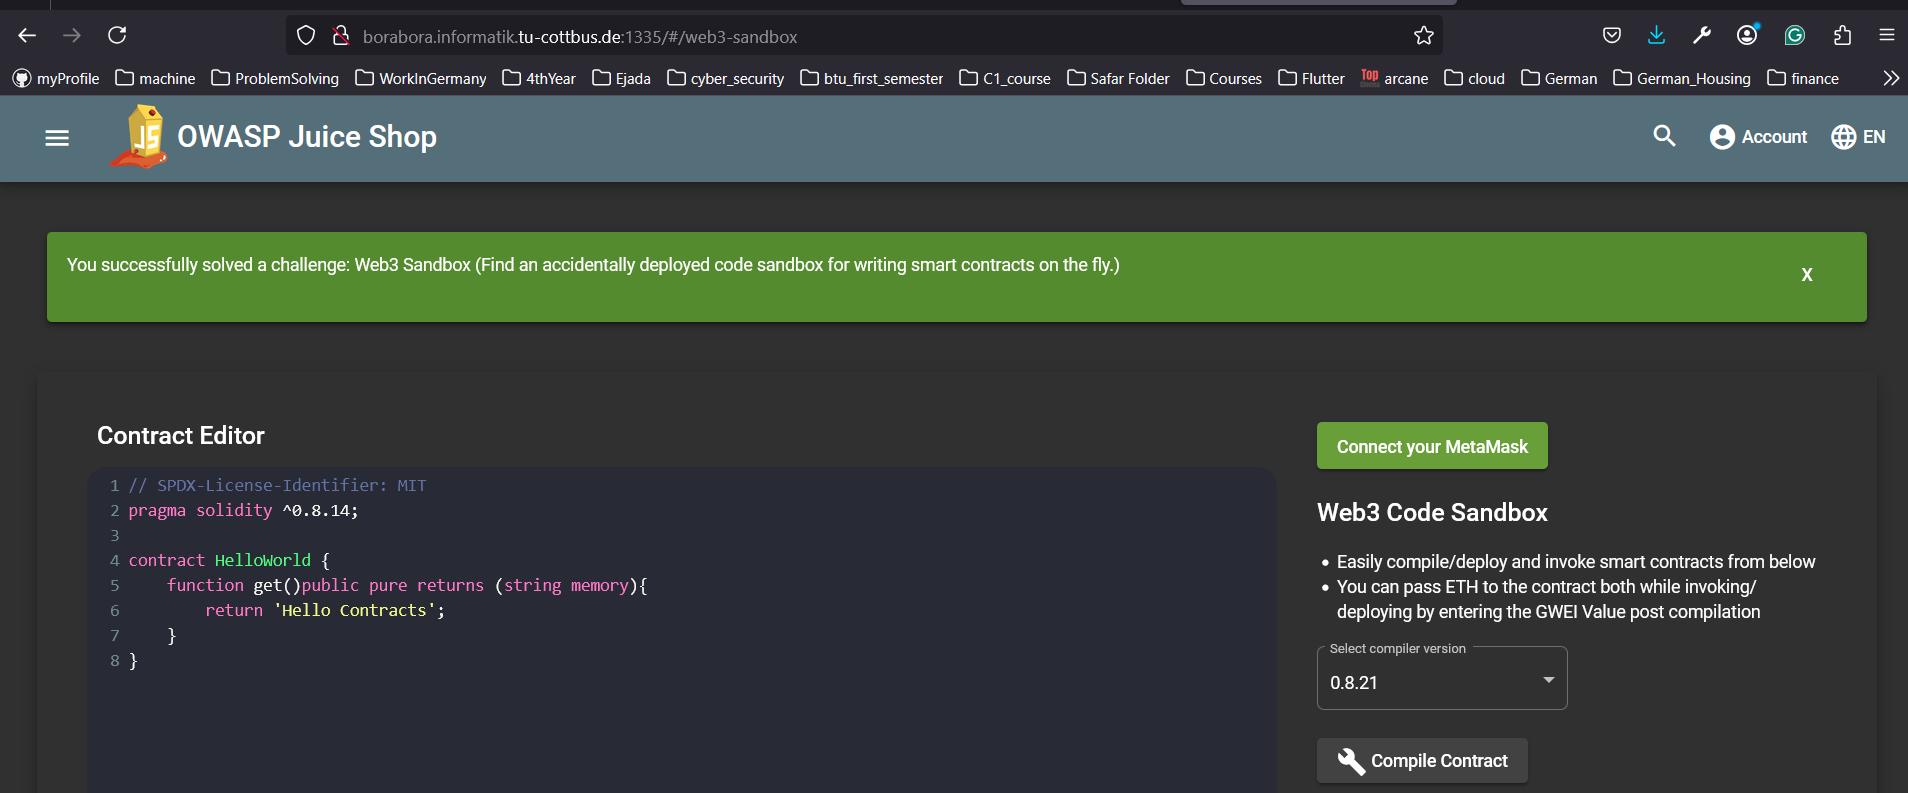 borabora.informatik.tu-cottbus.de:1335/#/web3-sandbox
myProfile machine ProblemSolving WorkInGermany 4thYear Ejada cyber_security btu_first_semester C1_course Safar Folder Courses Flutter Top arcane cloud German German_Housing finance
JS OWASP Juice Shop Account EN
You successfully solved a challenge: Web3 Sandbox (Find an accidentally deployed code sandbox for writing smart contracts on the fly.) X
Contract Editor
1 // SPDX-License-Identifier: MIT
2 pragma solidity ^0.8.14;
3
4 contract HelloWorld {
5     function get()public pure returns (string memory){
6         return 'Hello Contracts';
7     }
8 }
Connect your MetaMask
Web3 Code Sandbox
• Easily compile/deploy and invoke smart contracts from below
• You can pass ETH to the contract both while invoking/
deploying by entering the GWEI Value post compilation
Select compiler version
0.8.21
Compile Contract